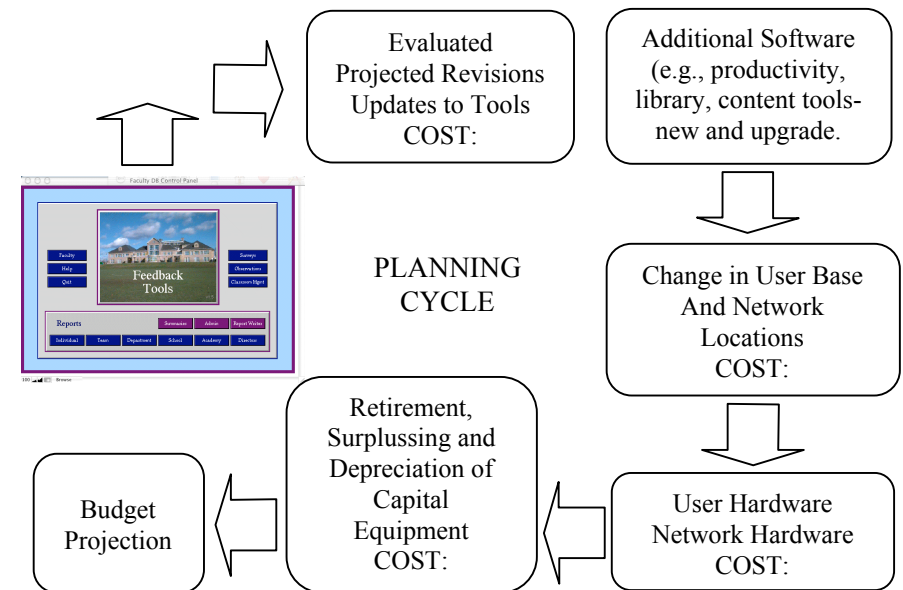 Evaluated
Projected Revisions
Updates to Tools
COST:
Additional Software
(e.g., productivity,
library, content tools-
new and upgrade.
Faculty DB Control Panel
Faculty
Help
Quit
Feedback
Tools
Surveys
Observations
Classroom Mgmt
Reports
Summaries Admin Report Writer
Individual Team Department School Academy Director
100 Browse
PLANNING
CYCLE
Change in User Base
And Network
Locations
COST:
User Hardware
Network Hardware
COST:
Retirement,
Surplussing and
Depreciation of
Capital
Equipment
COST:
Budget
Projection